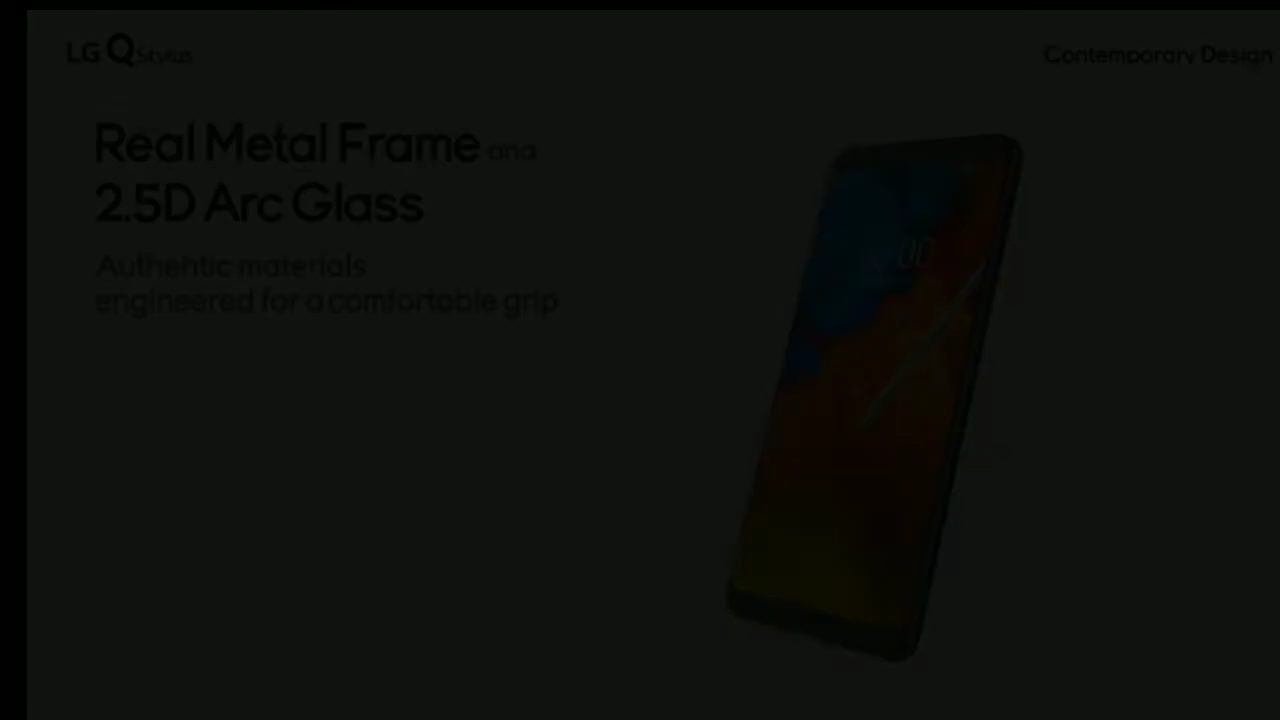 LG Q Stylus
Contemporary Design
Real Metal Frame and
2.5D Arc Glass
Authentic materials
engineered for a comfortable grip